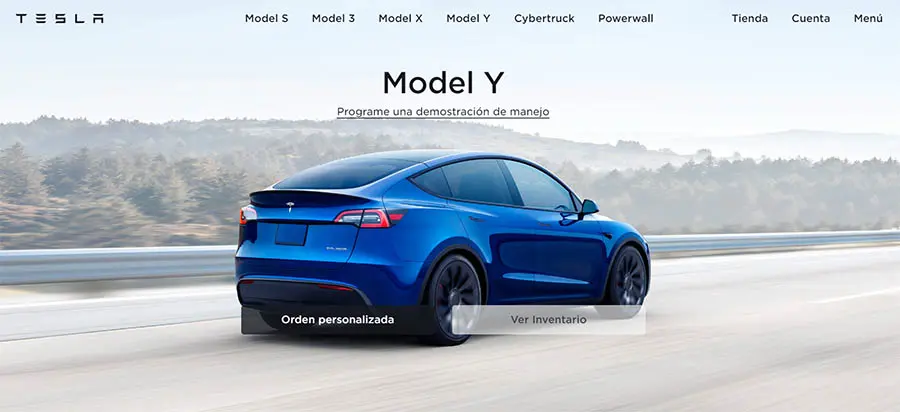 TESLA
Model S Model 3 Model X Model Y Cybertruck Powerwall
Tienda Cuenta Menú
Model Y
Programe una demostración de manejo
Orden personalizada
Ver Inventario